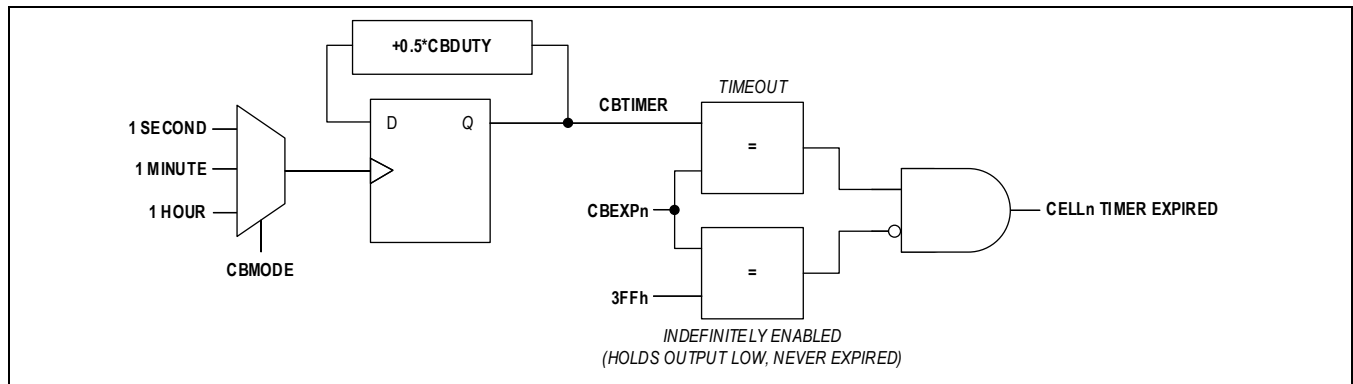 +0.5*CBDUTY
TIMEOUT
CBTIMER
1 SECOND
D
Q
=
1 MINUTE
1 HOUR
CBEXPn
CELLn TIMER EXPIRED
CBMODE
=
3FFh
INDEFINITELY ENABLED
(HOLDS OUTPUT LOW, NEVER EXPIRED)